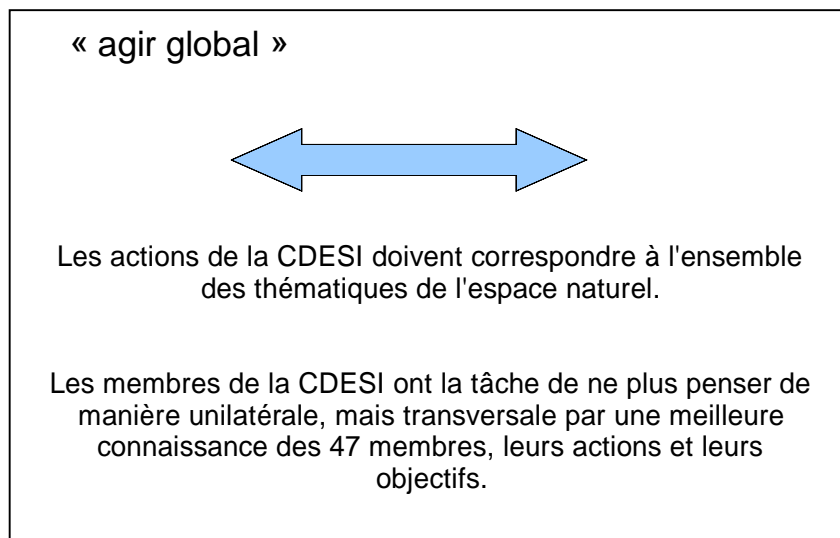 « agir global »
Les actions de la CDESI doivent correspondre à l'ensemble
des thématiques de l'espace naturel.
Les membres de la CDESI ont la tâche de ne plus penser de
manière unilatérale, mais transversale par une meilleure
connaissance des 47 membres, leurs actions et leurs
objectifs.